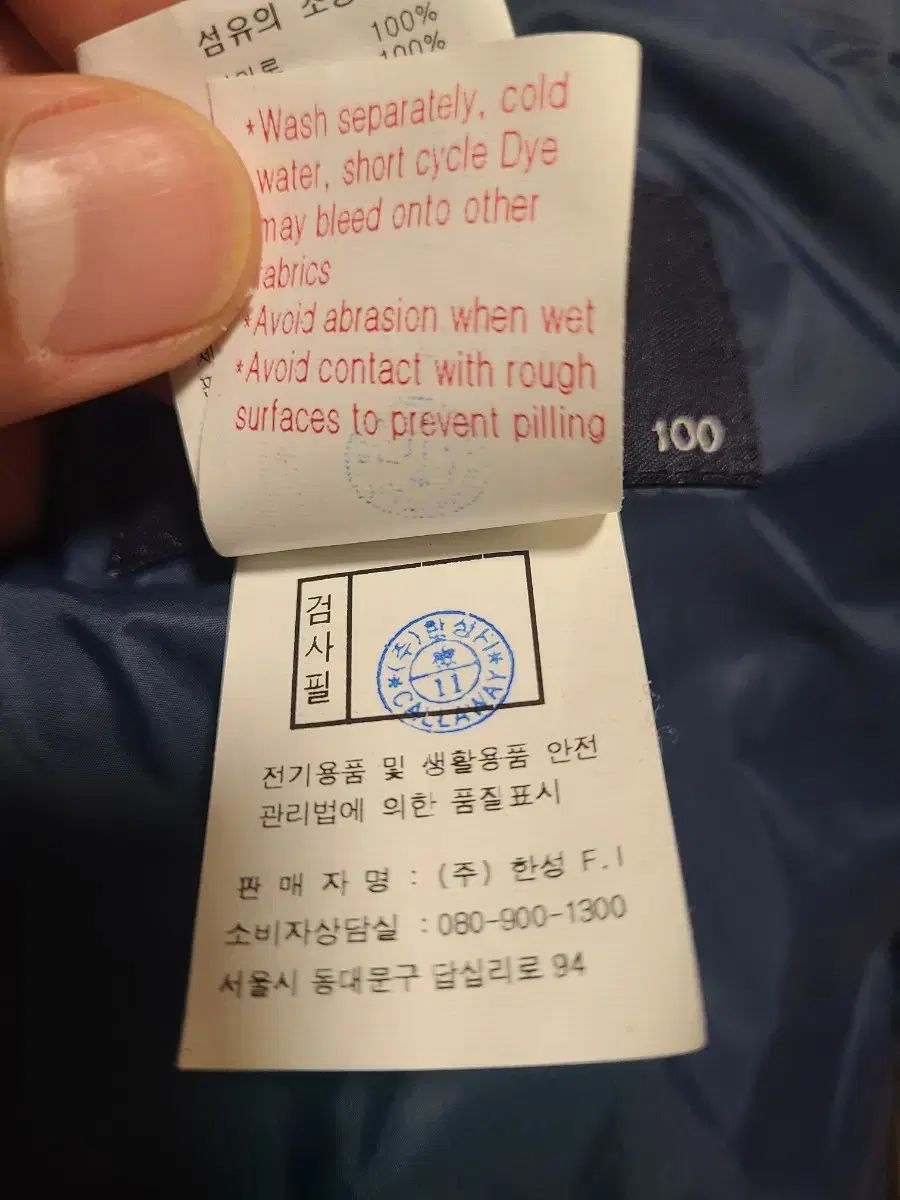 섬유의
100%
100%
*Wash separately, cold
water, short cycle Dye
may bleed onto other
fabrics
*Avoid abrasion when wet
*Avoid contact with rough
surfaces to prevent pilling
100
검사필
(주)
11
CALLAWAY
전기용품 및 생활용품 안전
관리법에 의한 품질표시
판 매 자 명 : (주) 한성 F.I
소비자상담실 : 080-900-1300
서울시 동대문구 답십리로 94